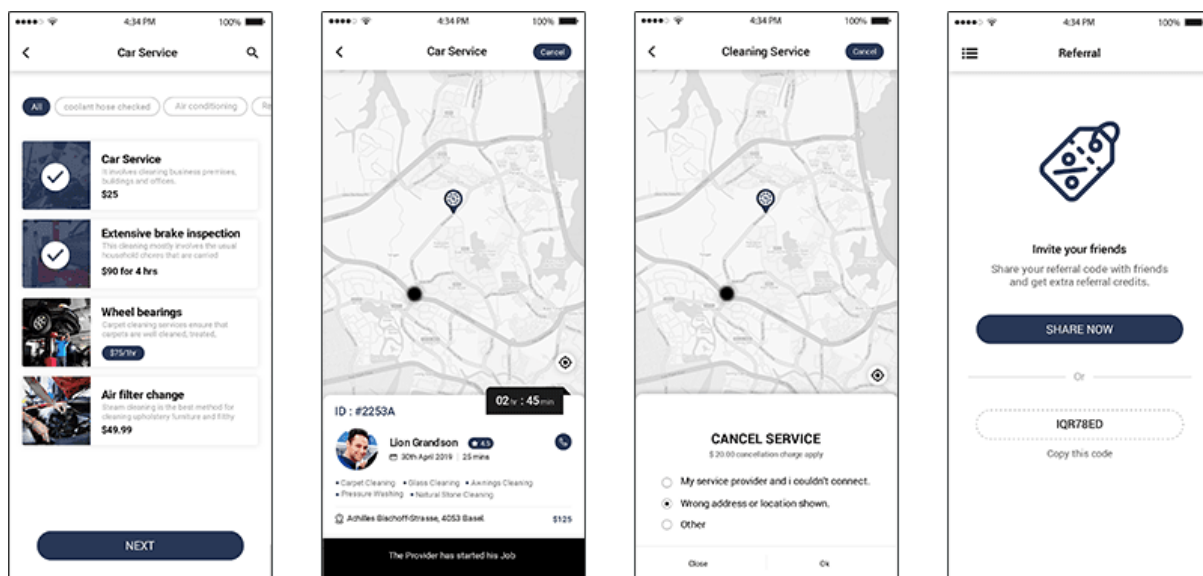 4:34 PM 100%
Car Service
All coolant hose checked Air conditioning Re
Car Service
It involves cleaning business premises,
buildings and offices.
$25
Extensive brake inspection
This cleaning mostly involves the usual
household chores that are carried
$90 for 4 hrs
Wheel bearings
Carpet cleaning services ensure that
carpets are well cleaned, treated.
$75/1hr
Air filter change
Steam cleaning is the best method for
cleaning upholstery furniture and filthy
$49.99
NEXT
4:34 PM 100%
Car Service Cancel
02 hr : 45 min
ID : #2253A
Lion Grandson 4.5
30th April 2019 | 25 mins
• Carpet Cleaning • Glass Cleaning • Awnings Cleaning
• Pressure Washing • Natural Stone Cleaning
Achilles Bischoff-Strasse, 4053 Basel. $125
The Provider has started his Job
4:34 PM 100%
Cleaning Service Cancel
CANCEL SERVICE
$ 20.00 cancellation charge apply
My service provider and i couldn't connect.
Wrong address or location shown.
Other
Close Ok
4:34 PM 100%
Referral
Invite your friends
Share your referral code with friends
and get extra referral credits.
SHARE NOW
Or
IQR78ED
Copy this code